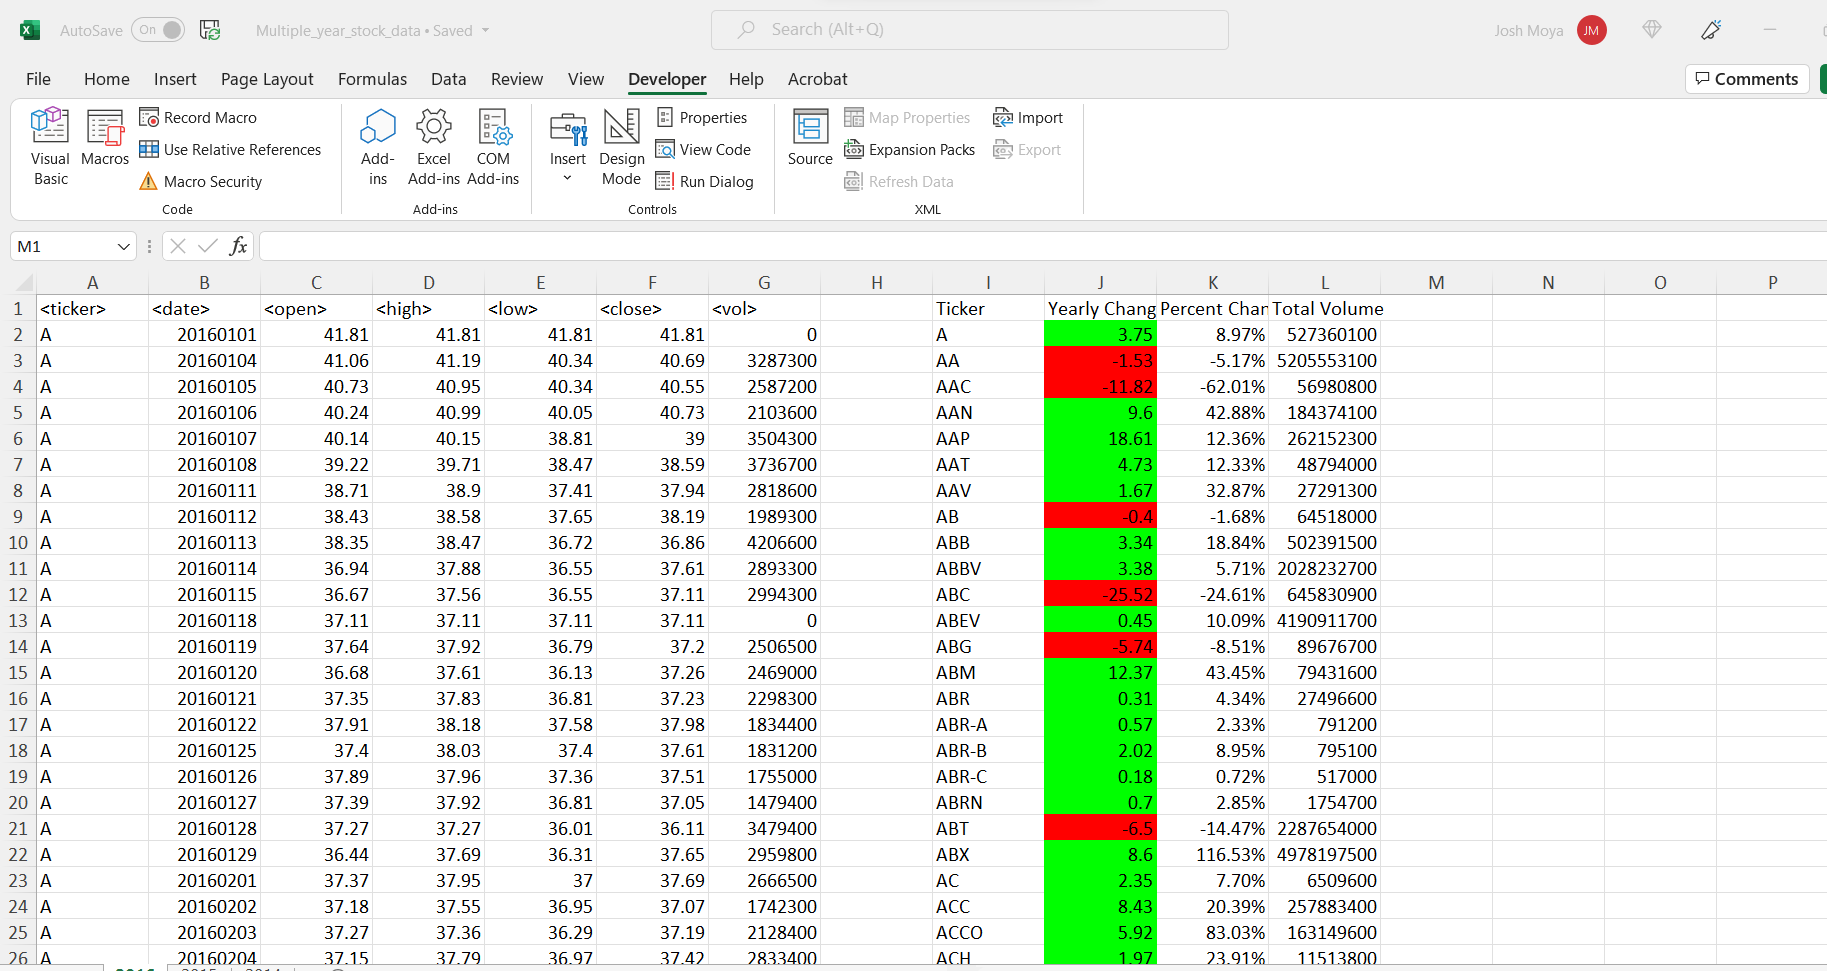 AutoSave On Multiple_year_stock_data • Saved Search (Alt+Q) Josh Moya JM
File Home Insert Page Layout Formulas Data Review View Developer Help Acrobat Comments
Visual Basic Macros Record Macro Use Relative References Macro Security
Code
Add-ins Excel Add-ins COM Add-ins
Add-ins
Insert Design Mode Properties View Code Run Dialog
Controls
Source Map Properties Expansion Packs Refresh Data Import Export
XML
M1 fx
A B C D E F G H I J K L M N O P
1 <ticker> <date> <open> <high> <low> <close> <vol> Ticker Yearly Chang Percent Char Total Volume
2 A 20160101 41.81 41.81 41.81 41.81 0 A 3.75 8.97% 527360100
3 A 20160104 41.06 41.19 40.34 40.69 3287300 AA -1.53 -5.17% 5205553100
4 A 20160105 40.73 40.95 40.34 40.55 2587200 AAC -11.82 -62.01% 56980800
5 A 20160106 40.24 40.99 40.05 40.73 2103600 AAN 9.6 42.88% 184374100
6 A 20160107 40.14 40.15 38.81 39 3504300 AAP 18.61 12.36% 262152300
7 A 20160108 39.22 39.71 38.47 38.59 3736700 AAT 4.73 12.33% 48794000
8 A 20160111 38.71 38.9 37.41 37.94 2818600 AAV 1.67 32.87% 27291300
9 A 20160112 38.43 38.58 37.65 38.19 1989300 AB -0.4 -1.68% 64518000
10 A 20160113 38.35 38.47 36.72 36.86 4206600 ABB 3.34 18.84% 502391500
11 A 20160114 36.94 37.88 36.55 37.61 2893300 ABBV 3.38 5.71% 2028232700
12 A 20160115 36.67 37.56 36.55 37.11 2994300 ABC -25.52 -24.61% 645830900
13 A 20160118 37.11 37.11 37.11 37.11 0 ABEV 0.45 10.09% 4190911700
14 A 20160119 37.64 37.92 36.79 37.2 2506500 ABG -5.74 -8.51% 89676700
15 A 20160120 36.68 37.61 36.13 37.26 2469000 ABM 12.37 43.45% 79431600
16 A 20160121 37.35 37.83 36.81 37.23 2298300 ABR 0.31 4.34% 27496600
17 A 20160122 37.91 38.18 37.58 37.98 1834400 ABR-A 0.57 2.33% 791200
18 A 20160125 37.4 38.03 37.4 37.61 1831200 ABR-B 2.02 8.95% 795100
19 A 20160126 37.89 37.96 37.36 37.51 1755000 ABR-C 0.18 0.72% 517000
20 A 20160127 37.39 37.92 36.81 37.05 1479400 ABRN 0.7 2.85% 1754700
21 A 20160128 37.27 37.27 36.01 36.11 3479400 ABT -6.5 -14.47% 2287654000
22 A 20160129 36.44 37.69 36.31 37.65 2959800 ABX 8.6 116.53% 4978197500
23 A 20160201 37.37 37.95 37 37.69 2666500 AC 2.35 7.70% 6509600
24 A 20160202 37.18 37.55 36.95 37.07 1742300 ACC 8.43 20.39% 257883400
25 A 20160203 37.27 37.36 36.29 37.19 2128400 ACCO 5.92 83.03% 163149600
26 A 20160204 37.15 37.79 36.97 37.42 2833400 ACH 1.97 23.91% 11513800
2016 2015 2014